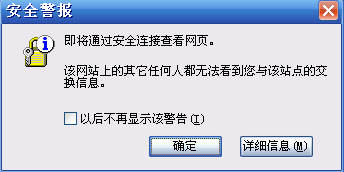 安全警报
即将通过安全连接查看网页。
该网站上的其它任何人都无法看到您与该站点的交
换信息。
以后不再显示该警告(I)
确定
详细信息(M)